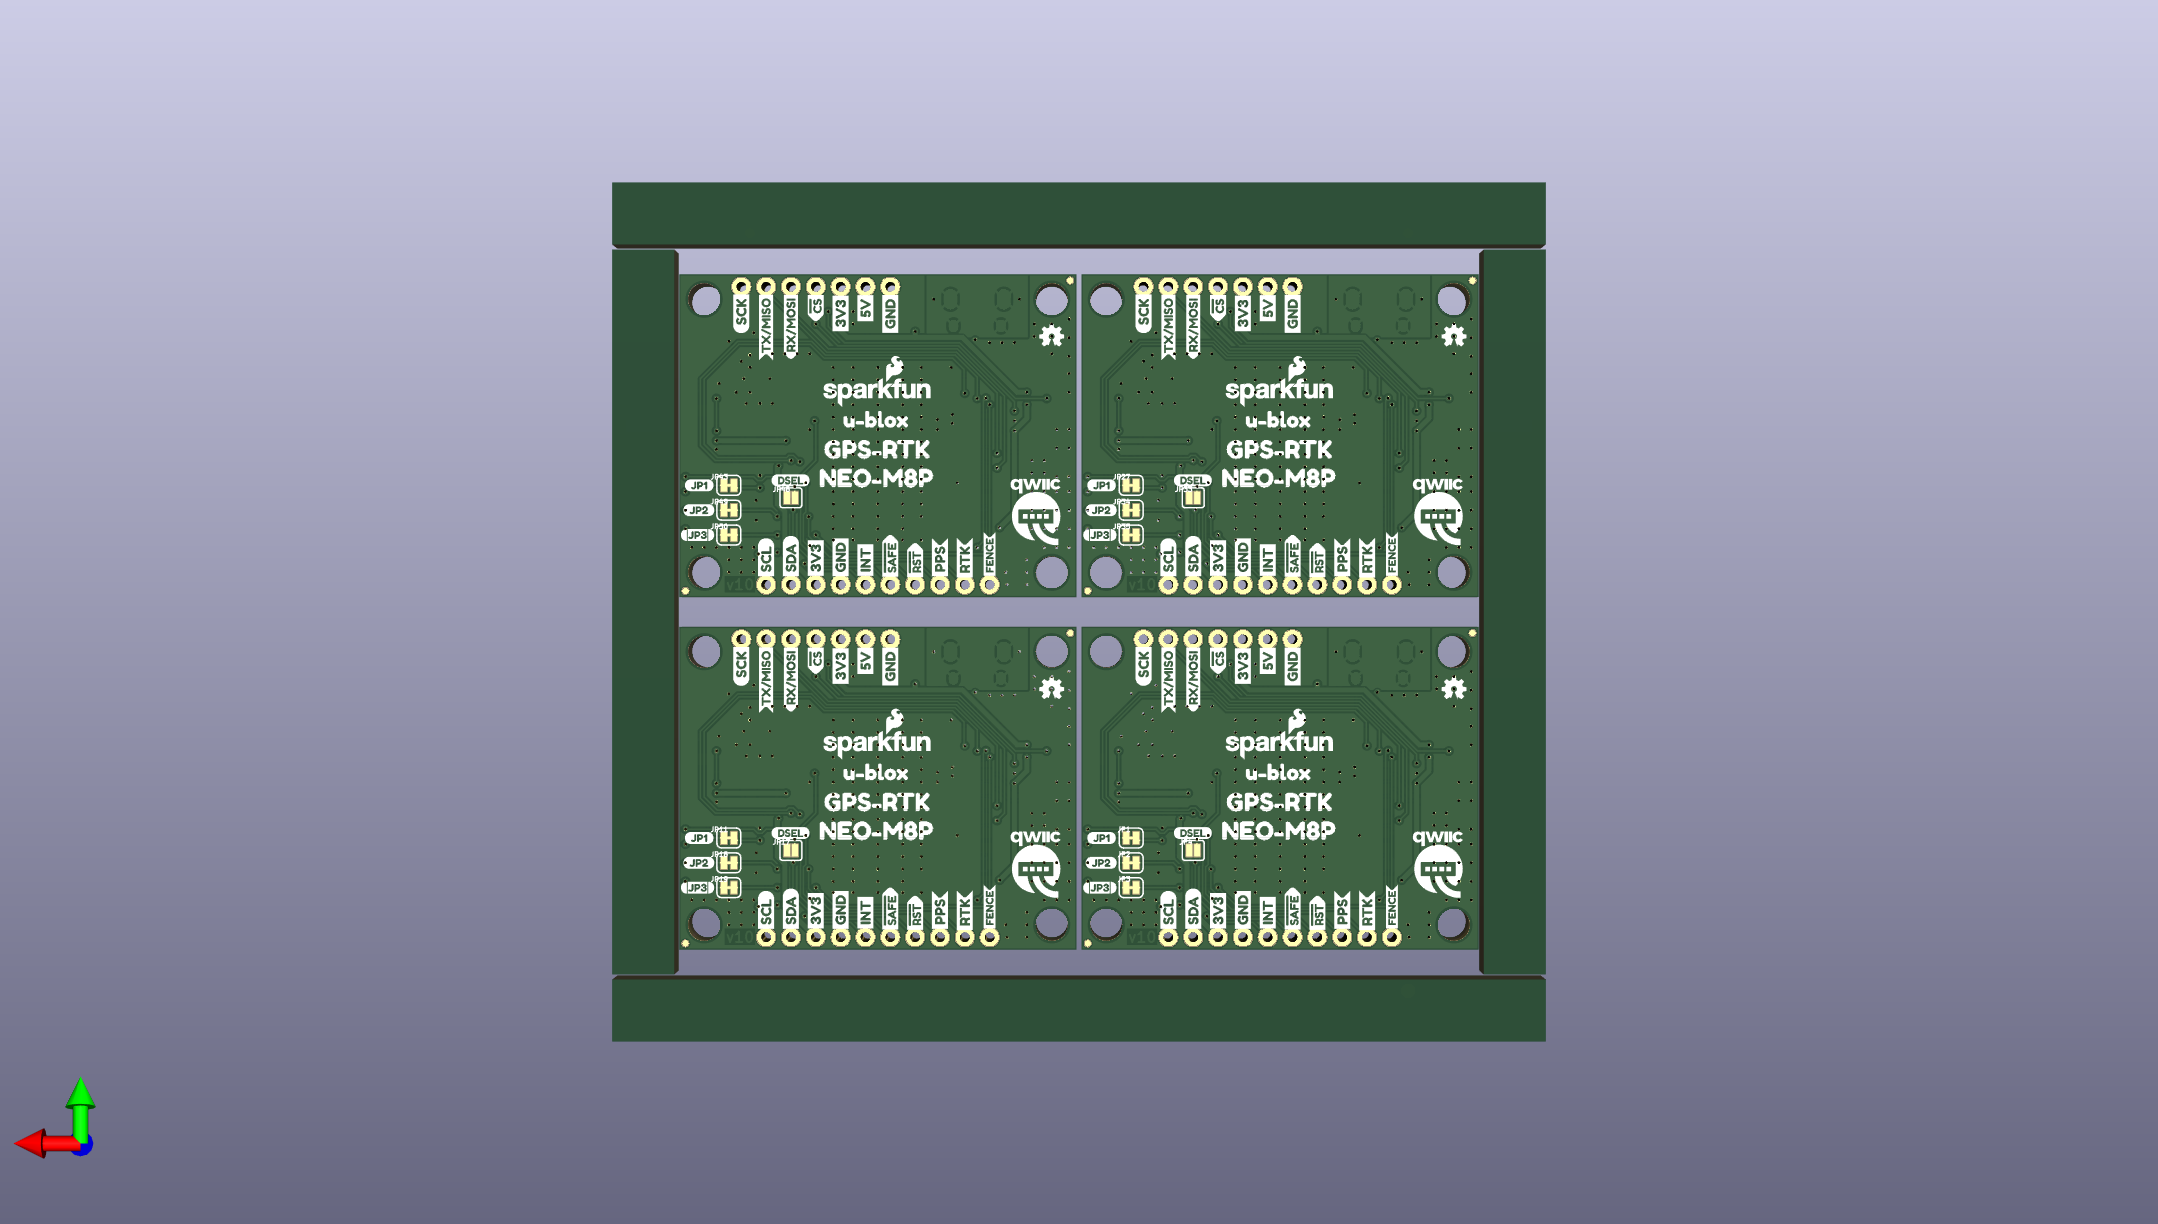 SCK TX/MISO RX/MOSI CS 3V3 5V GND
sparkfun
u-blox
GPS-RTK
NEO-M8P
DSEL
JP1
JP2
JP3
qwiic
SCL SDA 3V3 GND INT SAFE RST PPS RTK FENCE
v10
SCK TX/MISO RX/MOSI CS 3V3 5V GND
sparkfun
u-blox
GPS-RTK
NEO-M8P
DSEL
JP1
JP2
JP3
qwiic
SCL SDA 3V3 GND INT SAFE RST PPS RTK FENCE
v10
SCK TX/MISO RX/MOSI CS 3V3 5V GND
sparkfun
u-blox
GPS-RTK
NEO-M8P
DSEL
JP1
JP2
JP3
qwiic
SCL SDA 3V3 GND INT SAFE RST PPS RTK FENCE
v10
SCK TX/MISO RX/MOSI CS 3V3 5V GND
sparkfun
u-blox
GPS-RTK
NEO-M8P
DSEL
JP1
JP2
JP3
qwiic
SCL SDA 3V3 GND INT SAFE RST PPS RTK FENCE
v10